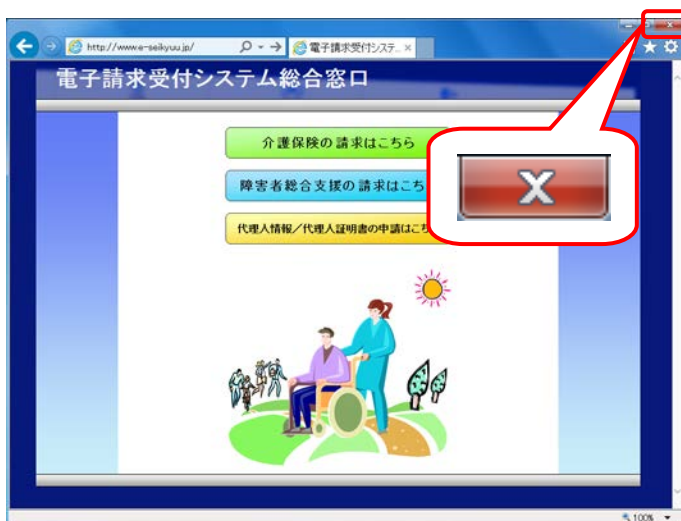 http://www.e-seikyuu.jp/
電子請求受付システ...
電子請求受付システム総合窓口
介護保険の請求はこちら
障害者総合支援の請求はこち
代理人情報／代理人証明書の申請はこち
100%